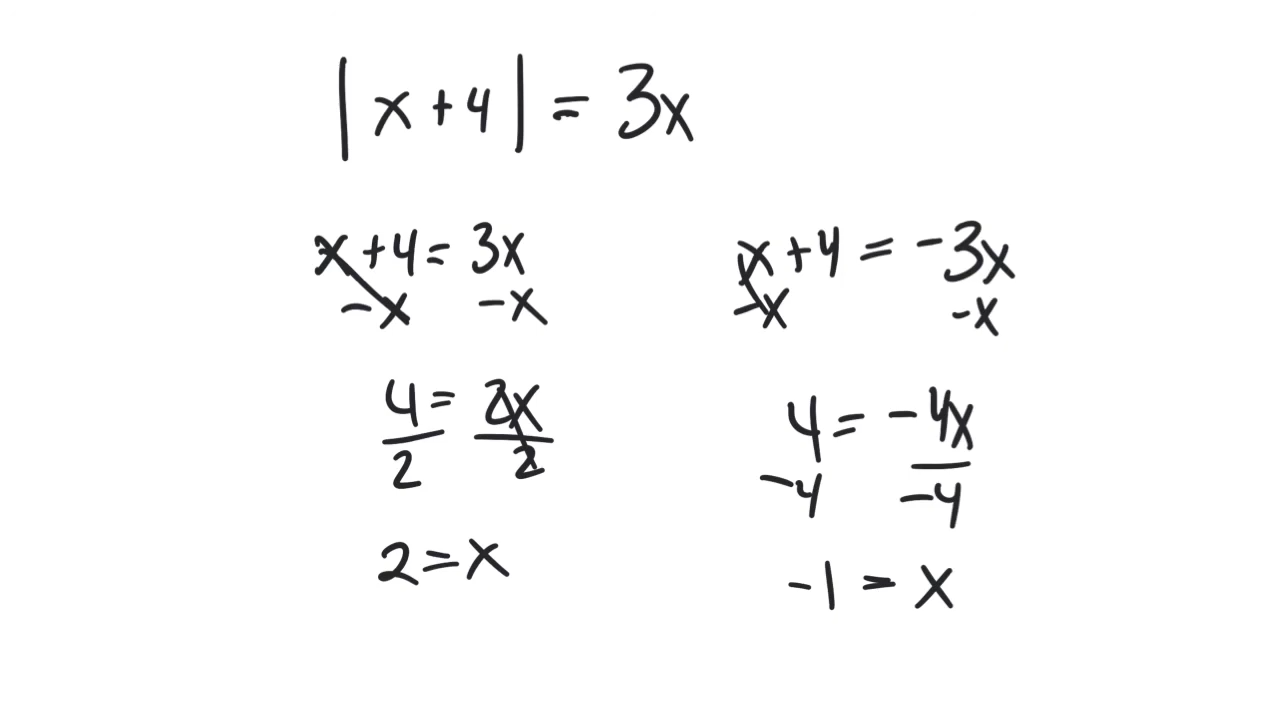 |x+4| = 3x
x+4 = 3x
-x -x
4 = 2x
2 2
2 = x
x+4 = -3x
-x -x
4 = -4x
-4 -4
-1 = x